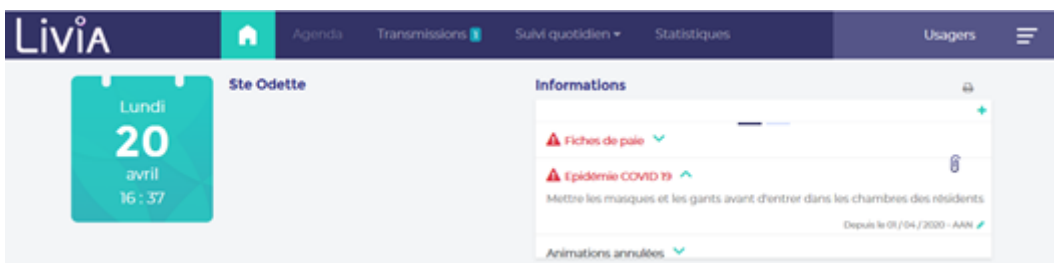 Livia
Agenda Transmissions Suivi quotidien Statistiques Usagers
Lundi
20
avril
16 : 37
Ste Odette
Informations
Fiches de paie
Epidémie COVID 19
Mettre les masques et les gants avant d'entrer dans les chambres des résidents
Depuis le 01/04/2020 - AAN
Animations annulées